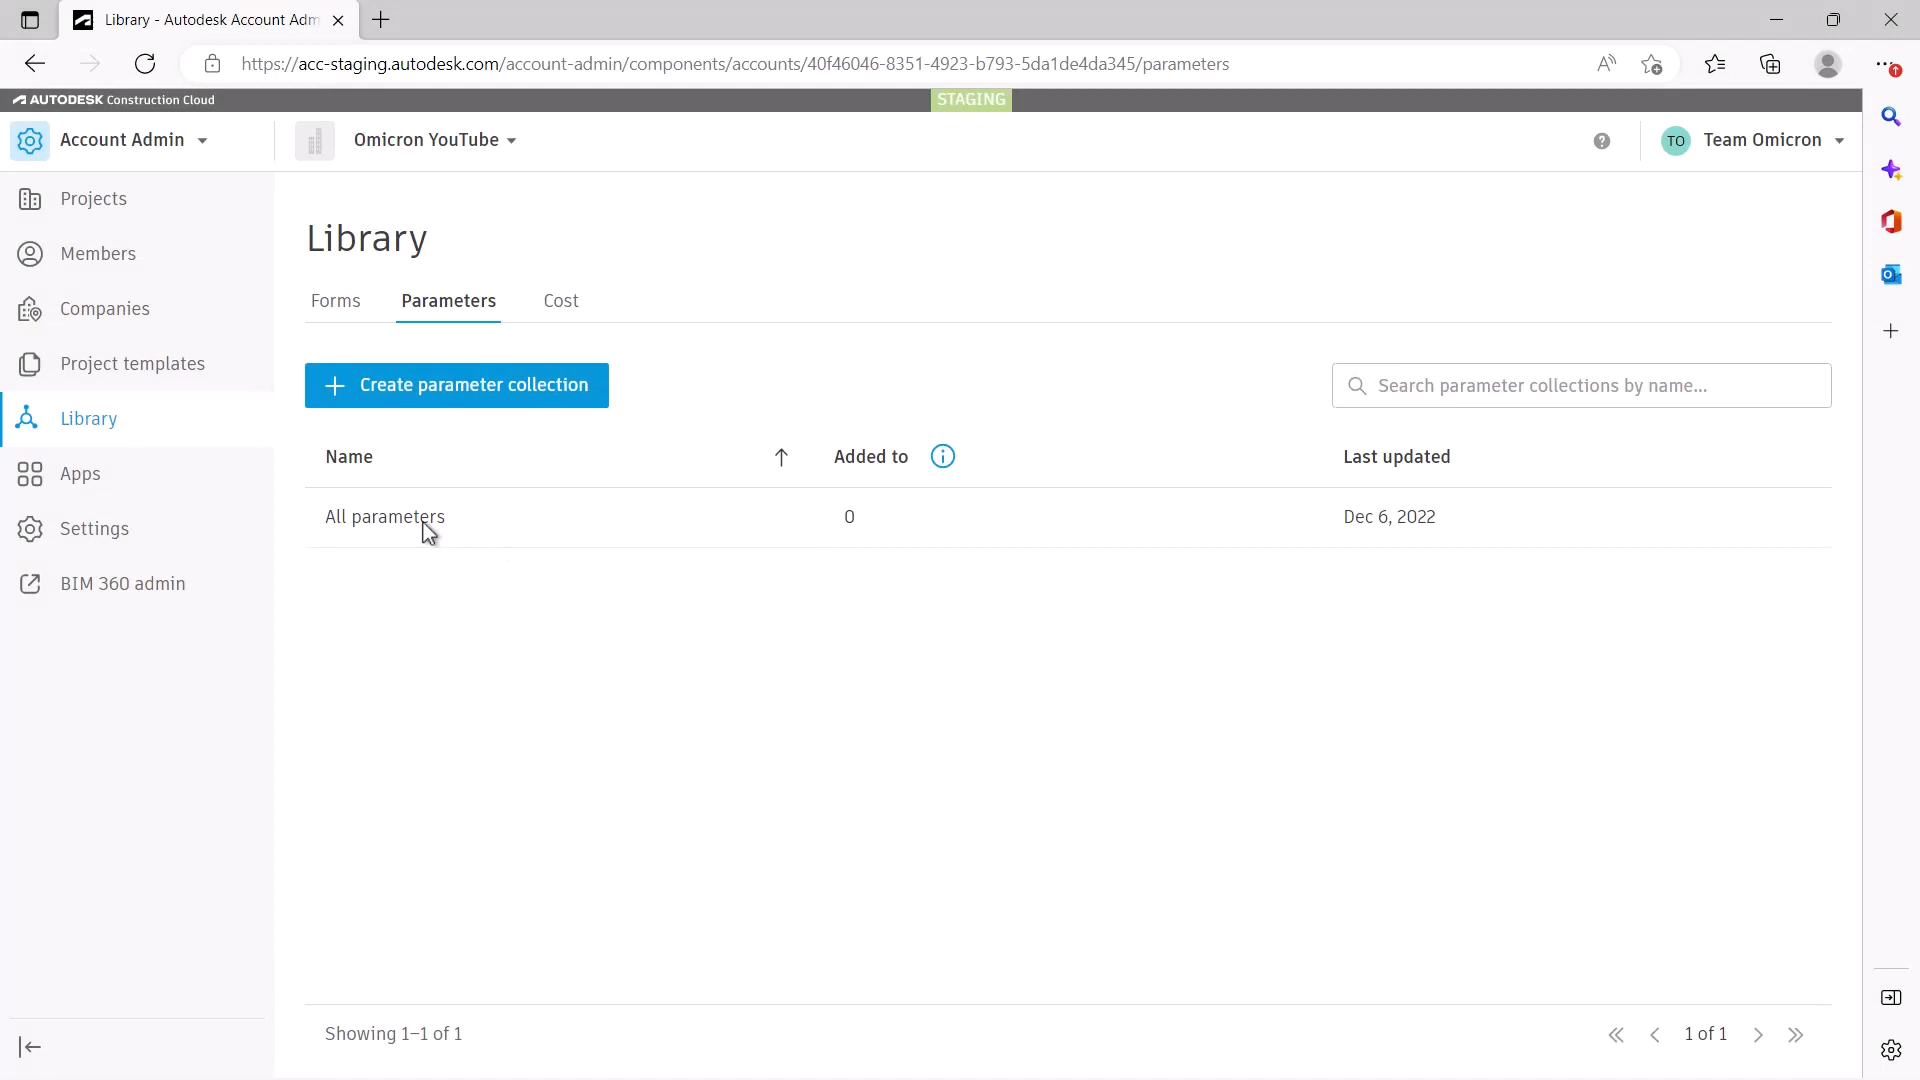 Library - Autodesk Account Adm
https://acc-staging.autodesk.com/account-admin/components/accounts/40f46046-8351-4923-b793-5da1de4da345/parameters
AUTODESK Construction Cloud
STAGING
Account Admin
Omicron YouTube
TO
Team Omicron
Projects
Members
Companies
Project templates
Library
Apps
Settings
BIM 360 admin
Library
Forms
Parameters
Cost
Create parameter collection
Search parameter collections by name...
Name
Added to
Last updated
All parameters
0
Dec 6, 2022
Showing 1–1 of 1
1 of 1